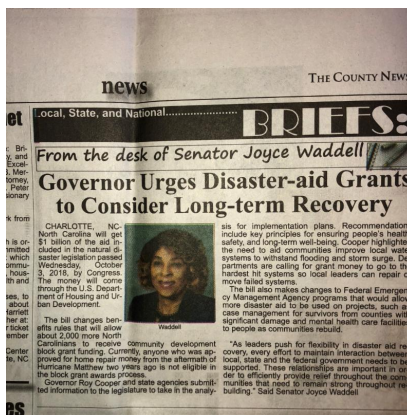 news
THE COUNTY NEWS
Local, State, and National
BRIEFS:
From the desk of Senator Joyce Waddell
Governor Urges Disaster-aid Grants
to Consider Long-term Recovery
CHARLOTTE, NC-
North Carolina will get
$1 billion of the aid in-
cluded in the natural di-
saster legislation passed
Wednesday, October
3, 2018, by Congress.
The money will come
through the U.S. Depart-
ment of Housing and Ur-
ban Development.
The bill changes ben-
efits rules that will allow
about 2,000 more North
Carolinians to receive community development
block grant funding. Currently, anyone who was ap-
proved for home repair money from the aftermath of
Hurricane Matthew two years ago is not eligible in
the block grant awards process.
Governor Roy Cooper and state agencies submit-
ted information to the legislature to take in the analy-
Waddell
sis for implementation plans. Recommendation
include key principles for ensuring people's health
safety, and long-term well-being. Cooper highlights
the need to aid communities improve local wate
systems to withstand flooding and storm surge. De
partments are calling for grant money to go to th
hardest hit systems so local leaders can repair o
move failed systems.
The bill also makes changes to Federal Emergen
cy Management Agency programs that would allo
more disaster aid to be used on projects, such a
case management for survivors from counties wit
significant damage and mental health care facilitie
to people as communities rebuild.
"As leaders push for flexibility in disaster aid re
covery, every effort to maintain interaction between
local, state and the federal government needs to be
supported. These relationships are important in or
der to efficiently provide relief throughout the com
munities that need to remain strong throughout re
building." Said Senator Joyce Waddell